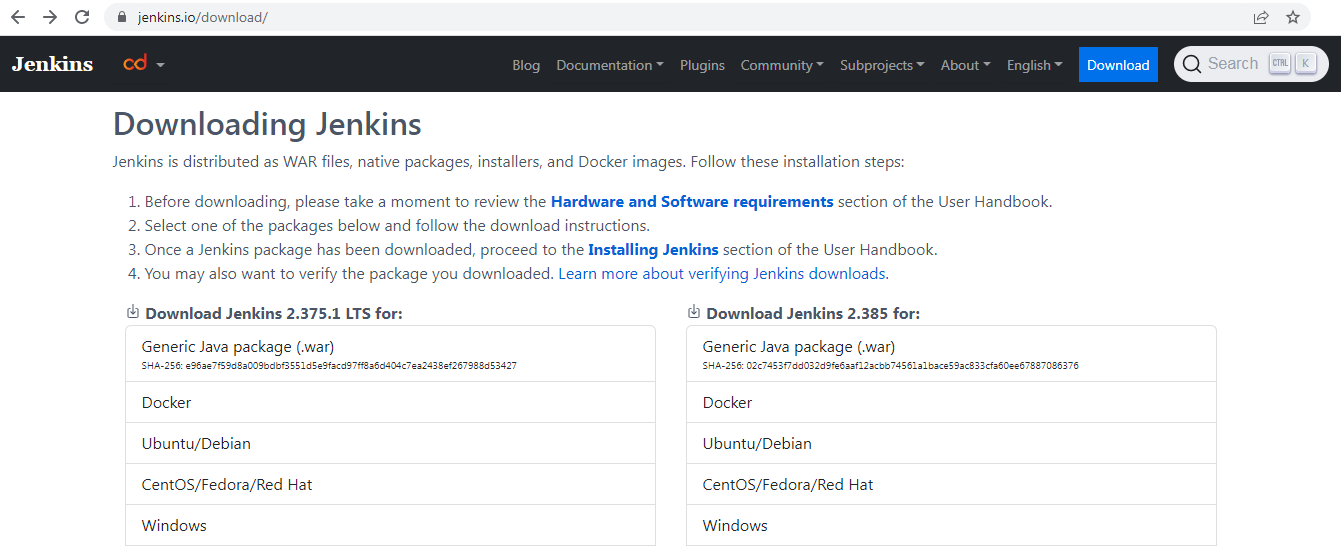 jenkins.io/download/
Jenkins cd Blog Documentation Plugins Community Subprojects About English Download Search CTRL K
Downloading Jenkins
Jenkins is distributed as WAR files, native packages, installers, and Docker images. Follow these installation steps:
1. Before downloading, please take a moment to review the Hardware and Software requirements section of the User Handbook.
2. Select one of the packages below and follow the download instructions.
3. Once a Jenkins package has been downloaded, proceed to the Installing Jenkins section of the User Handbook.
4. You may also want to verify the package you downloaded. Learn more about verifying Jenkins downloads.
Download Jenkins 2.375.1 LTS for:
Generic Java package (.war)
SHA-256: e96ae7f59d8a009bdbf3551d5e9facd97ff8a6d404c7ea2438ef267988d53427
Docker
Ubuntu/Debian
CentOS/Fedora/Red Hat
Windows
Download Jenkins 2.385 for:
Generic Java package (.war)
SHA-256: 02c7453f7dd032d9fe6aaf12acbb74561a1bace59ac833cfa60ee67887086376
Docker
Ubuntu/Debian
CentOS/Fedora/Red Hat
Windows